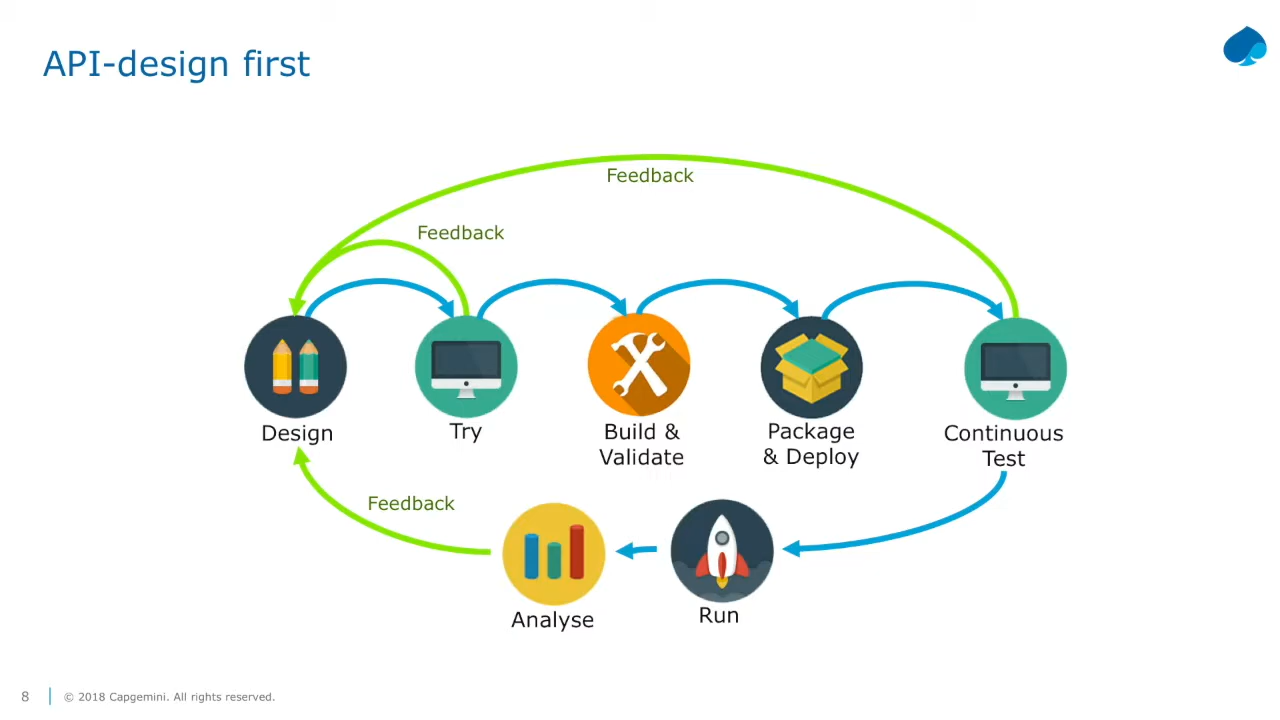 API-design first
Feedback
Feedback
Design
Try
Build &
Validate
Package
& Deploy
Continuous
Test
Feedback
Analyse
Run
8
© 2018 Capgemini. All rights reserved.